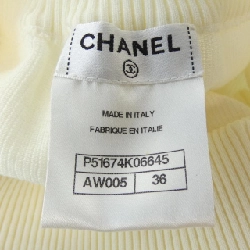 CHANEL
MADE IN ITALY
FABRIQUE EN ITALIE
P51674K06645
AW005 36